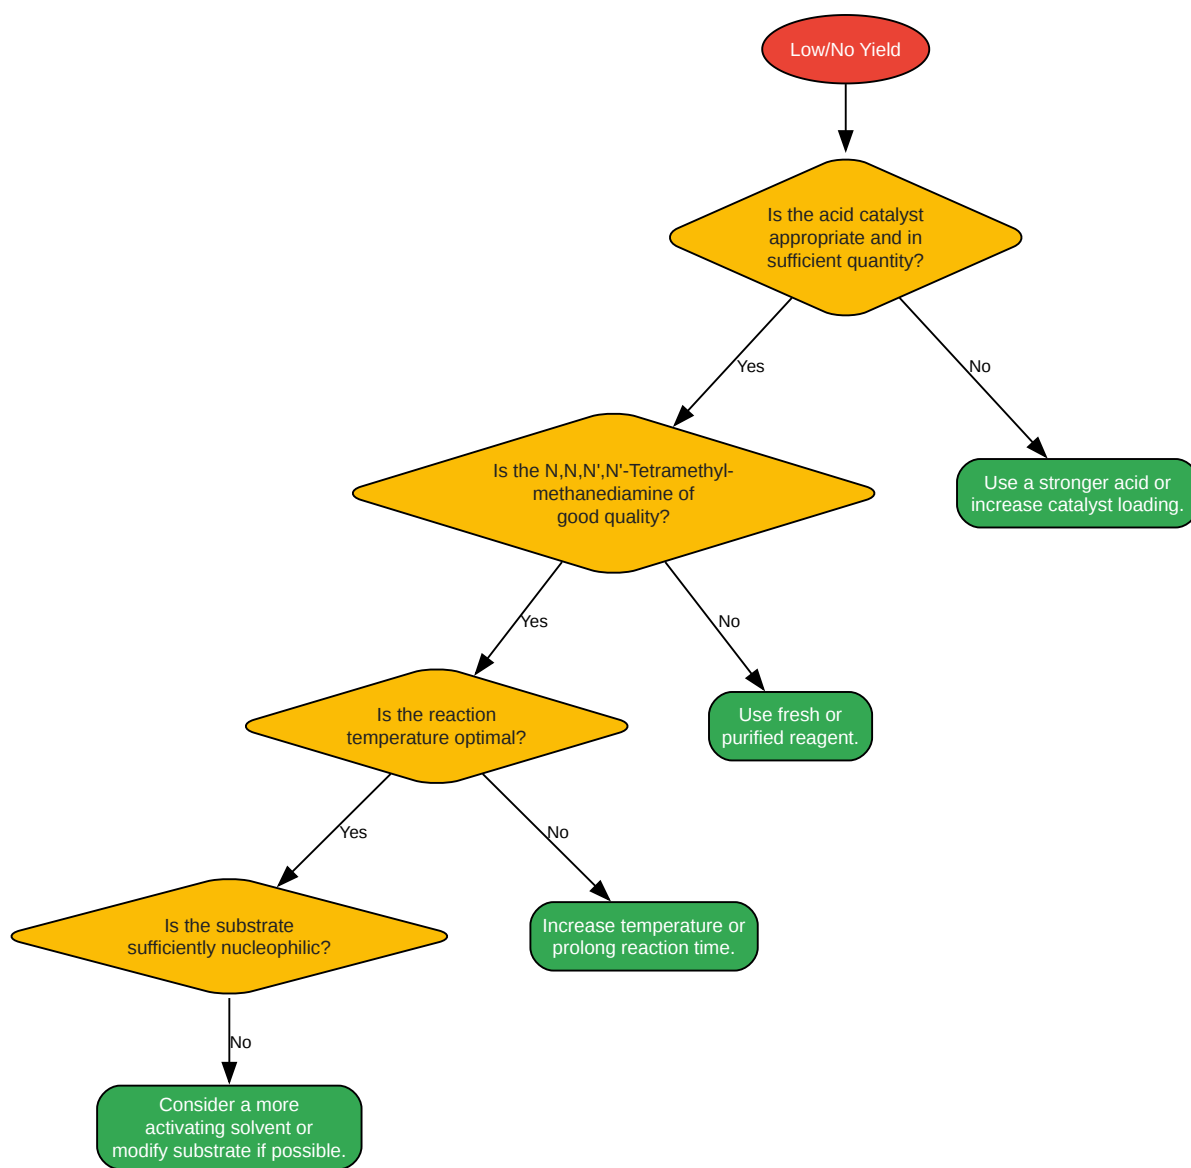 Low/No Yield
Is the acid catalyst
appropriate and in
sufficient quantity?
Yes
No
Is the N,N,N',N'-Tetramethyl-
methanediamine of
good quality?
Use a stronger acid or
increase catalyst loading.
Yes
No
Is the reaction
temperature optimal?
Use fresh or
purified reagent.
Yes
No
Is the substrate
sufficiently nucleophilic?
Increase temperature or
prolong reaction time.
No
Consider a more
activating solvent or
modify substrate if possible.